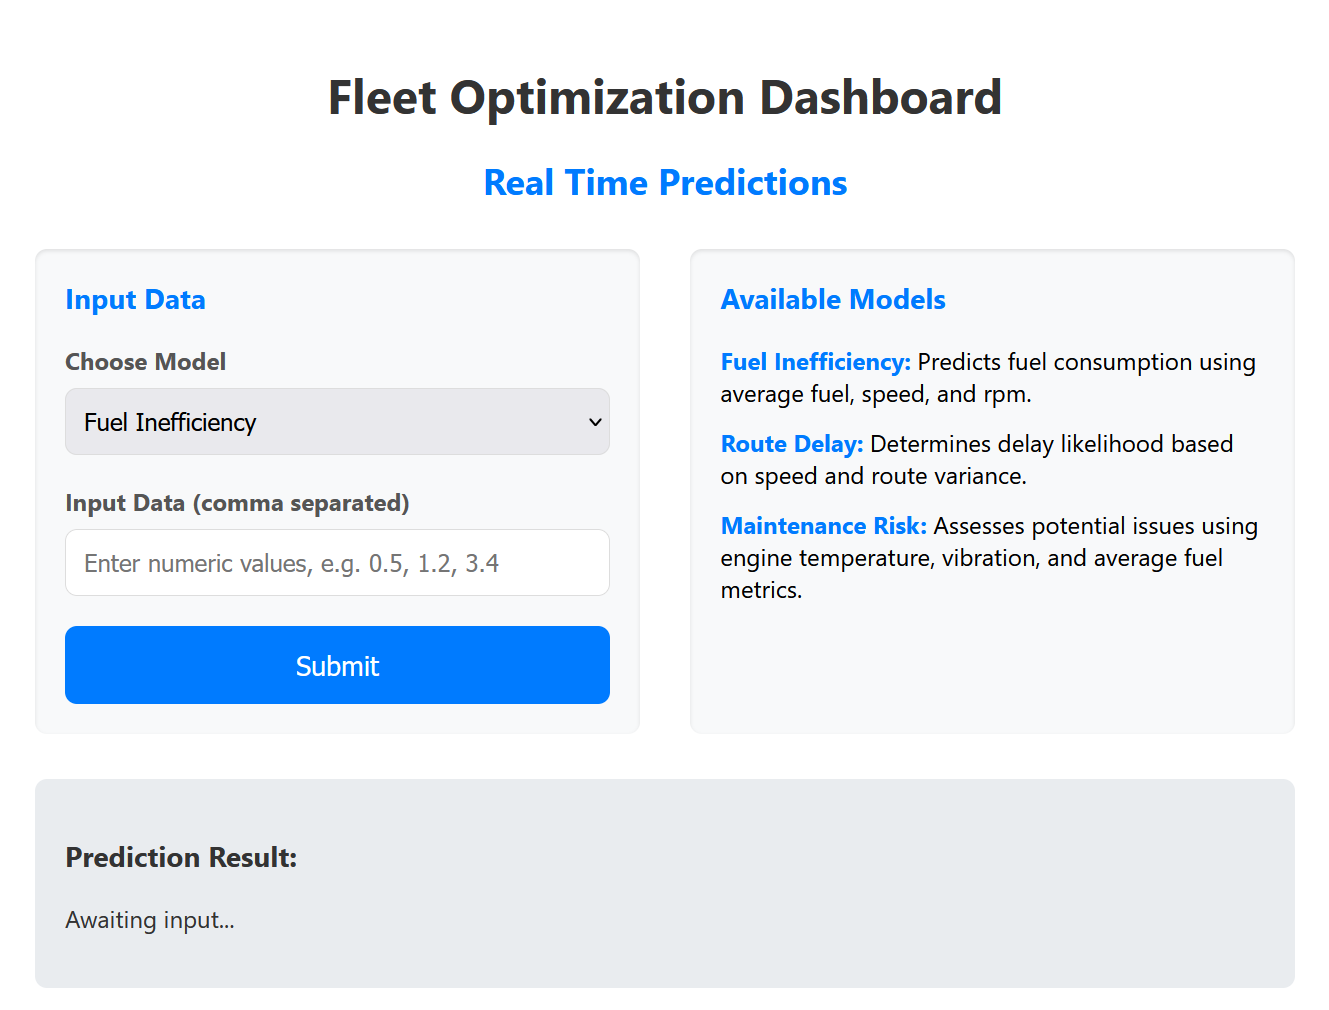 Fleet Optimization Dashboard
Real Time Predictions
Input Data
Choose Model
Fuel Inefficiency
Input Data (comma separated)
Enter numeric values, e.g. 0.5, 1.2, 3.4
Submit
Available Models
Fuel Inefficiency: Predicts fuel consumption using
average fuel, speed, and rpm.
Route Delay: Determines delay likelihood based
on speed and route variance.
Maintenance Risk: Assesses potential issues using
engine temperature, vibration, and average fuel
metrics.
Prediction Result:
Awaiting input...